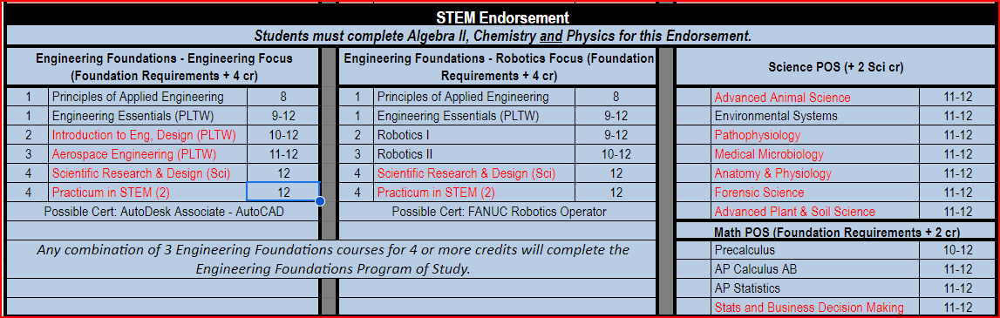 STEM Endorsement
Students must complete Algebra II, Chemistry and Physics for this Endorsement.
Engineering Foundations - Engineering Focus
(Foundation Requirements + 4 cr)
1 Principles of Applied Engineering 8
1 Engineering Essentials (PLTW) 9-12
2 Introduction to Eng, Design (PLTW) 10-12
3 Aerospace Engineering (PLTW) 11-12
4 Scientific Research & Design (Sci) 12
4 Practicum in STEM (2) 12
Possible Cert: AutoDesk Associate - AutoCAD
Engineering Foundations - Robotics Focus (Foundation
Requirements + 4 cr)
1 Principles of Applied Engineering 8
1 Engineering Essentials (PLTW) 9-12
2 Robotics I 9-12
3 Robotics II 10-12
4 Scientific Research & Design (Sci) 12
4 Practicum in STEM (2) 12
Possible Cert: FANUC Robotics Operator
Any combination of 3 Engineering Foundations courses for 4 or more credits will complete the
Engineering Foundations Program of Study.
Science POS (+ 2 Sci cr)
Advanced Animal Science 11-12
Environmental Systems 11-12
Pathophysiology 11-12
Medical Microbiology 11-12
Anatomy & Physiology 11-12
Forensic Science 11-12
Advanced Plant & Soil Science 11-12
Math POS (Foundation Requirements + 2 cr)
Precalculus 10-12
AP Calculus AB 11-12
AP Statistics 11-12
Stats and Business Decision Making 11-12